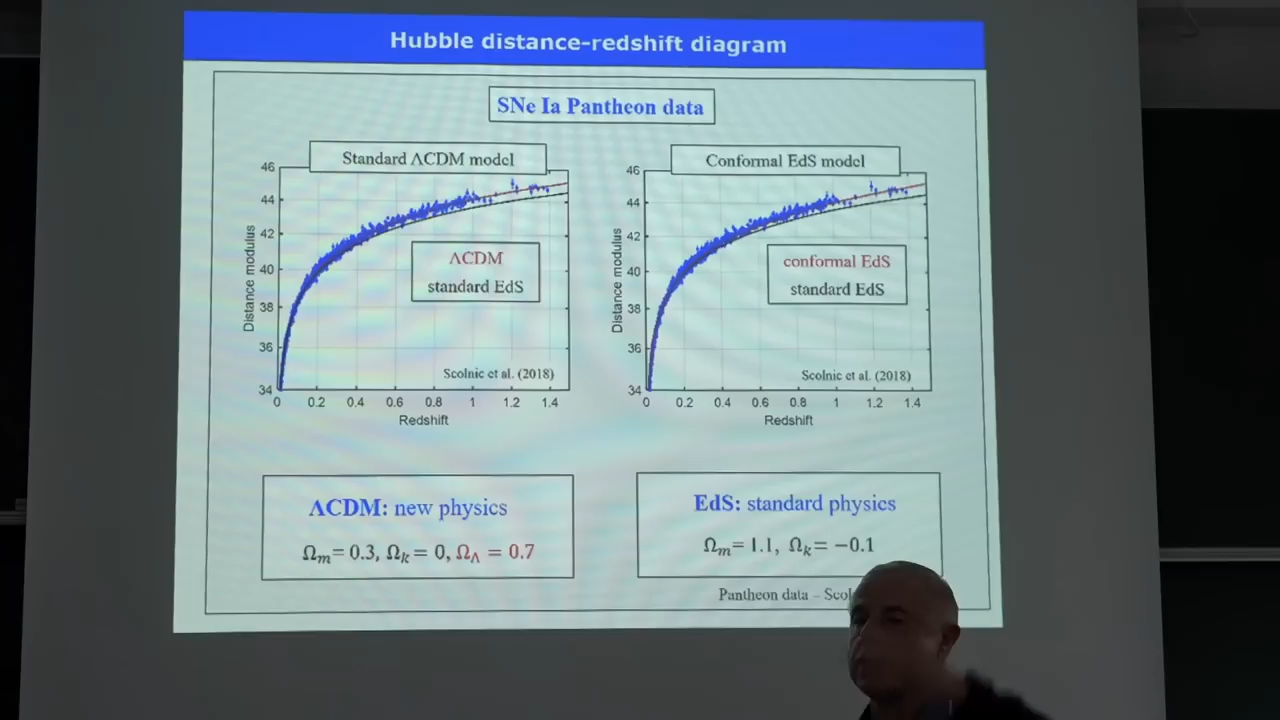 Hubble distance-redshift diagram
SNe Ia Pantheon data
Standard ΛCDM model
46
44
42
40
38
36
34
Distance modulus
ΛCDM
standard EdS
Scolnic et al. (2018)
0 0.2 0.4 0.6 0.8 1 1.2 1.4
Redshift
Conformal EdS model
46
44
42
40
38
36
34
Distance modulus
conformal EdS
standard EdS
Scolnic et al. (2018)
0 0.2 0.4 0.6 0.8 1 1.2 1.4
Redshift
ΛCDM: new physics
Ωm= 0.3, Ωk = 0, ΩΛ = 0.7
EdS: standard physics
Ωm= 1.1, Ωk= −0.1
Pantheon data –